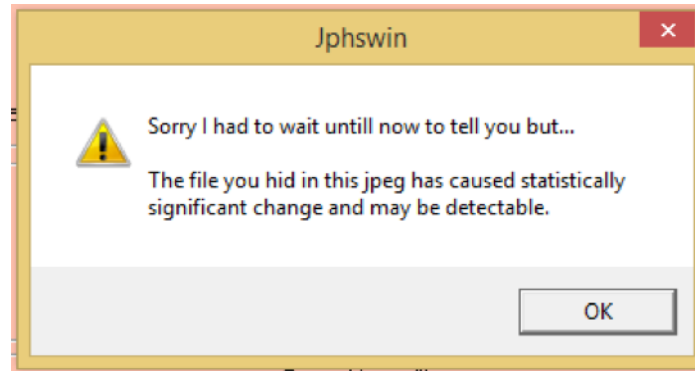 Jphswin
Sorry I had to wait untill now to tell you but...
The file you hid in this jpeg has caused statistically
significant change and may be detectable.
OK